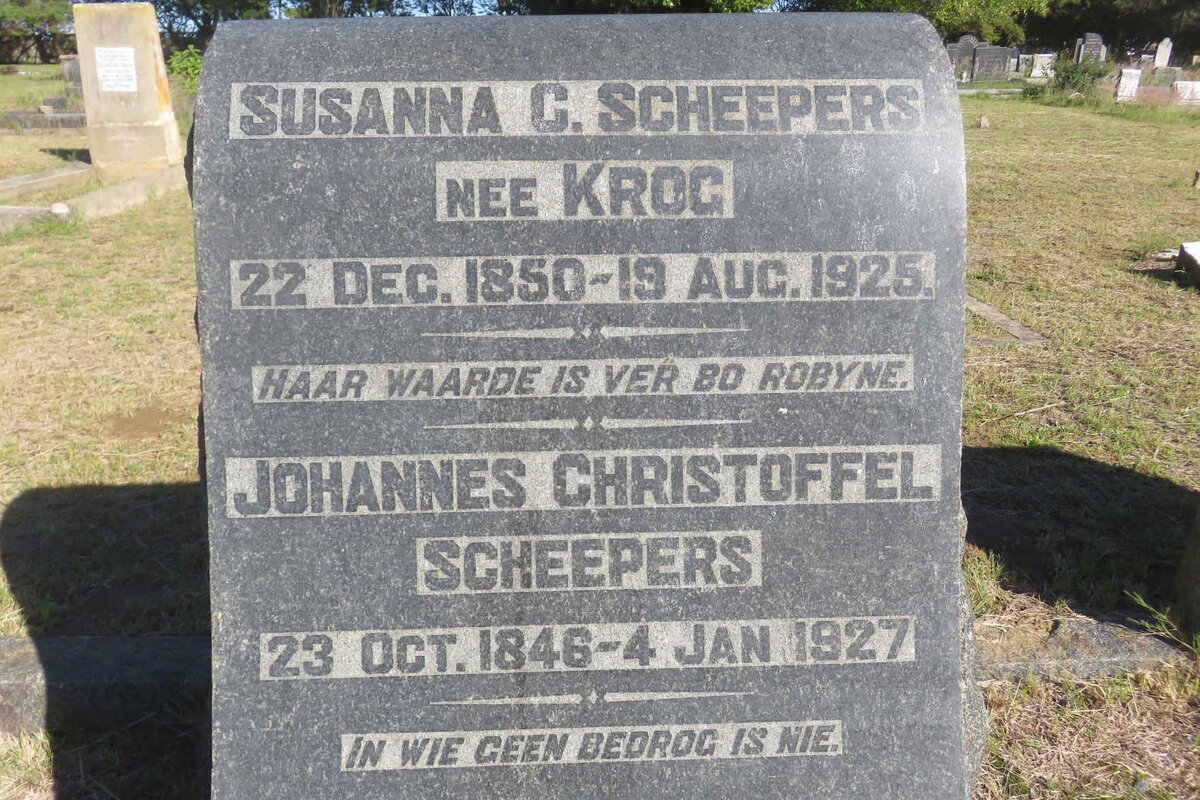 SUSANNA C. SCHEEPERS
NEE KROG
22 DEC. 1850-19 AUG. 1925.
HAAR WAARDE IS VER BO ROBYNE.
JOHANNES CHRISTOFFEL
SCHEEPERS
23 OCT. 1846-4 JAN 1927
IN WIE GEEN BEDROG IS NIE.